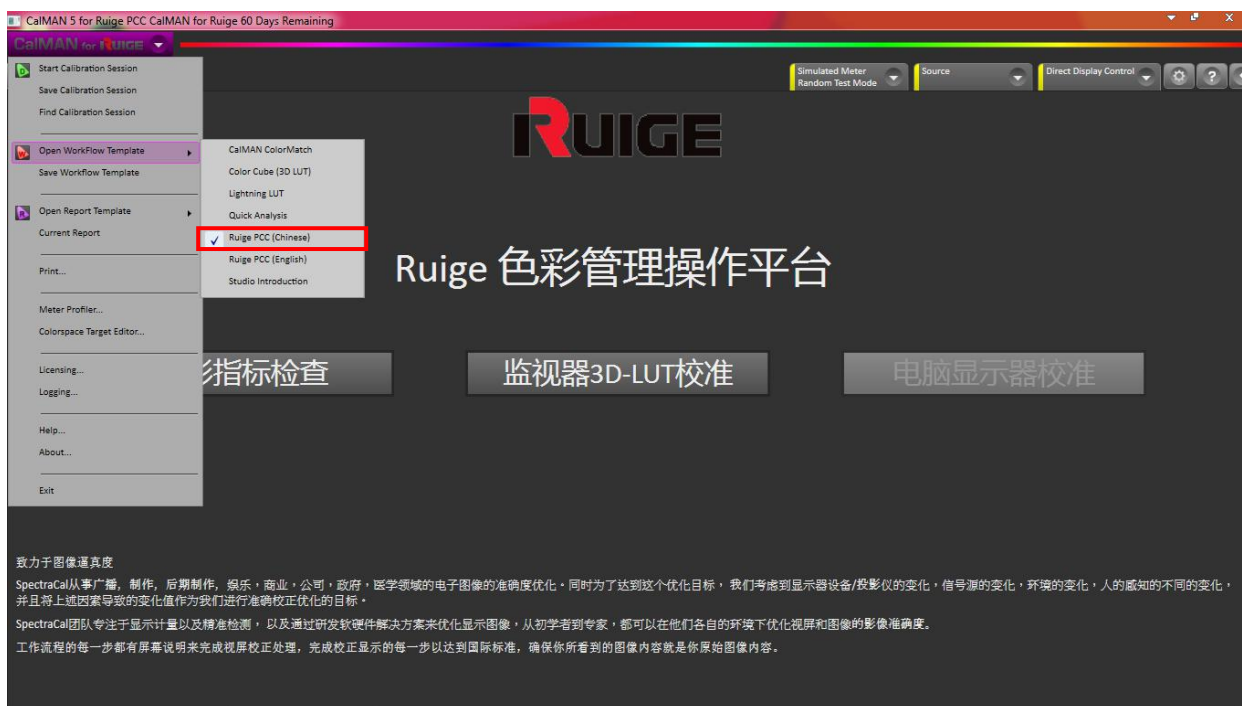 CalMAN 5 for Ruige PCC CalMAN for Ruige 60 Days Remaining
CalMAN for RUIGE
Start Calibration Session
Save Calibration Session
Find Calibration Session
Open WorkFlow Template
Save Workflow Template
Open Report Template
Current Report
Print...
Meter Profiler...
Colorspace Target Editor...
Licensing...
Logging...
Help...
About...
Exit
CalMAN ColorMatch
Color Cube (3D LUT)
Lightning LUT
Quick Analysis
Ruige PCC (Chinese)
Ruige PCC (English)
Studio Introduction
Simulated Meter
Random Test Mode
Source
Direct Display Control
?
RUIGE
Ruige 色彩管理操作平台
指标检查
监视器3D-LUT校准
电脑显示器校准
致力于图像逼真度
SpectraCal从事广播，制作，后期制作，娱乐，商业，公司，政府，医学领域的电子图像的准确度优化。同时为了达到这个优化目标，我们考虑到显示器设备/投影仪的变化，信号源的变化，环境的变化，人的感知的不同的变化，
并且将上述因素导致的变化值作为我们进行准确校正优化的目标。
SpectraCal团队专注于显示计量以及精准检测，以及通过研发软硬件解决方案来优化显示图像，从初学者到专家，都可以在他们各自的环境下优化视屏和图像的影像准确度。
工作流程的每一步都有屏幕说明来完成视屏校正处理，完成校正显示的每一步以达到国际标准，确保你所看到的图像内容就是你原始图像内容。